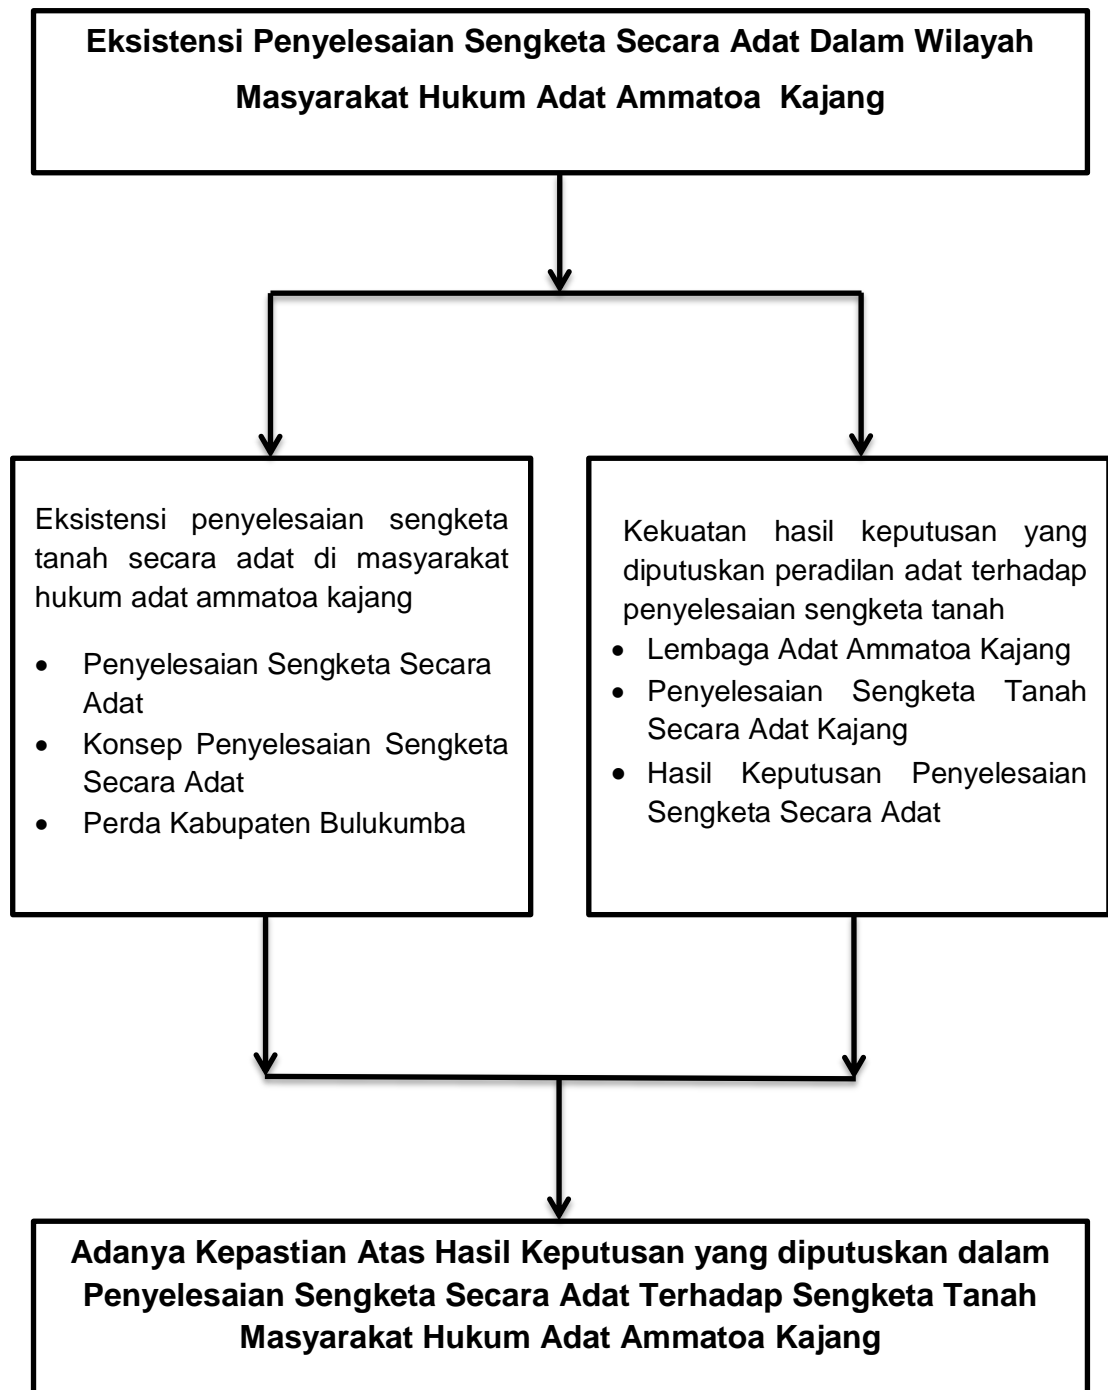 Eksistensi Penyelesaian Sengketa Secara Adat Dalam Wilayah
Masyarakat Hukum Adat Ammatoa Kajang
Eksistensi penyelesaian sengketa
tanah secara adat di masyarakat
hukum adat ammatoa kajang
• Penyelesaian Sengketa Secara
Adat
• Konsep Penyelesaian Sengketa
Secara Adat
• Perda Kabupaten Bulukumba
Kekuatan hasil keputusan yang
diputuskan peradilan adat terhadap
penyelesaian sengketa tanah
• Lembaga Adat Ammatoa Kajang
• Penyelesaian Sengketa Tanah
Secara Adat Kajang
• Hasil Keputusan Penyelesaian
Sengketa Secara Adat
Adanya Kepastian Atas Hasil Keputusan yang diputuskan dalam
Penyelesaian Sengketa Secara Adat Terhadap Sengketa Tanah
Masyarakat Hukum Adat Ammatoa Kajang